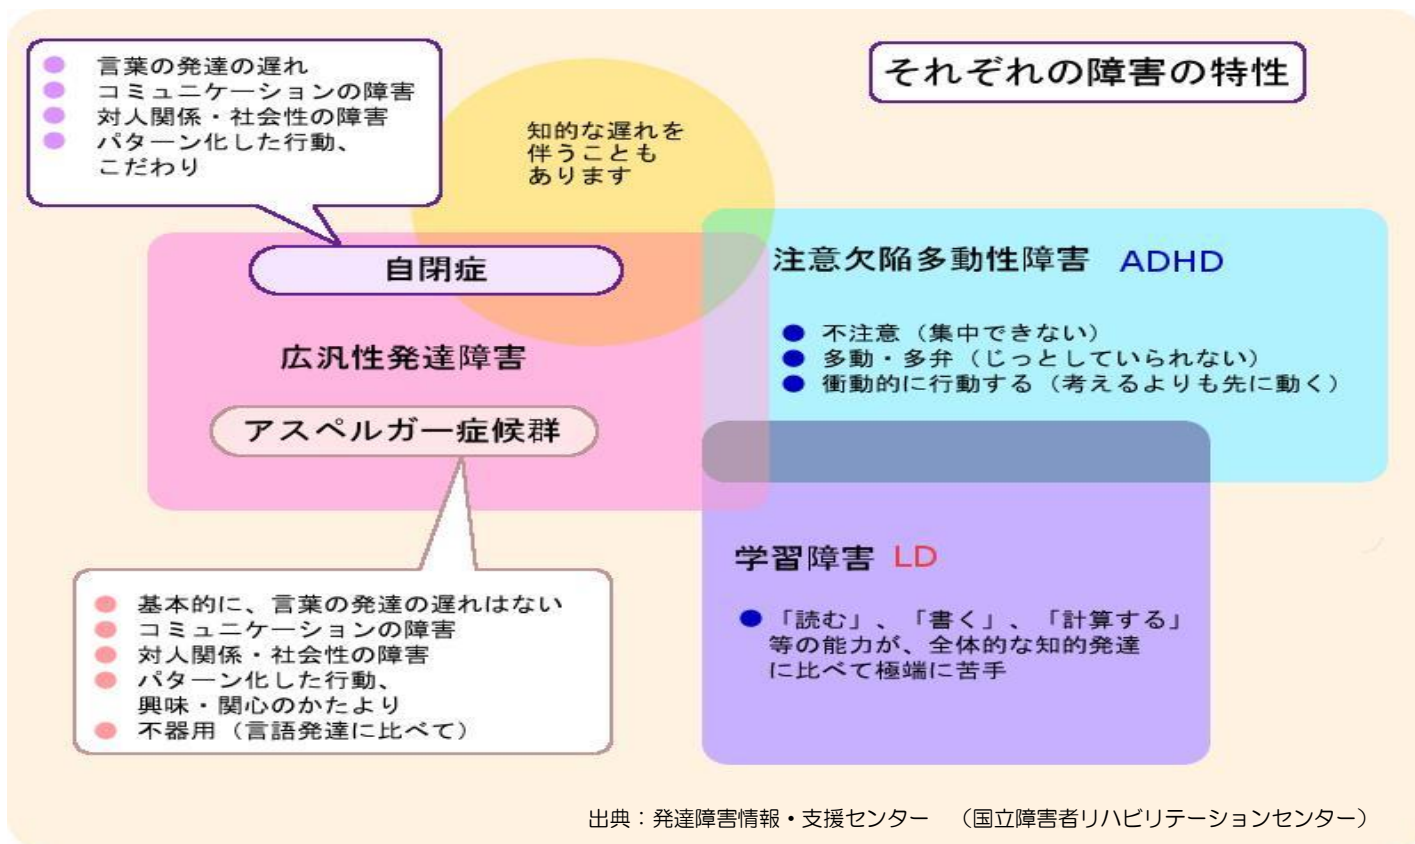 それぞれの障害の特性
● 言葉の発達の遅れ
● コミュニケーションの障害
● 対人関係・社会性の障害
● パターン化した行動、
こだわり
知的な遅れを
伴うことも
あります
自閉症
広汎性発達障害
アスペルガー症候群
● 基本的に、言葉の発達の遅れはない
● コミュニケーションの障害
● 対人関係・社会性の障害
● パターン化した行動、
興味・関心のかたより
● 不器用（言語発達に比べて）
注意欠陥多動性障害 ADHD
● 不注意（集中できない）
● 多動・多弁（じっとしていられない）
● 衝動的に行動する（考えるよりも先に動く）
学習障害 LD
● 「読む」、「書く」、「計算する」
等の能力が、全体的な知的発達
に比べて極端に苦手
出典：発達障害情報・支援センター　（国立障害者リハビリテーションセンター）